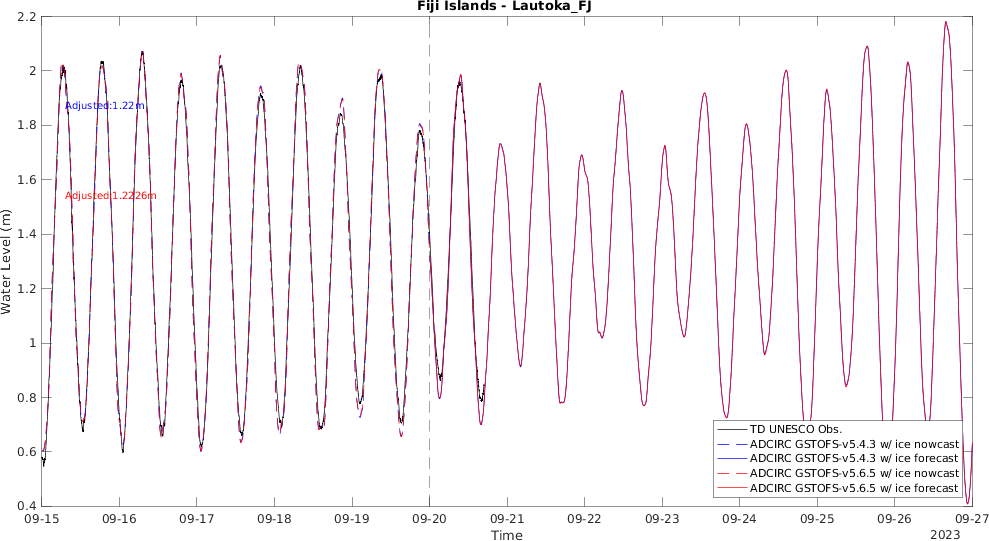 Fiji Islands - Lautoka_FJ
2.2
2
1.8
1.6
1.4
1.2
1
0.8
0.6
0.4
Water Level (m)
Adjusted:1.22m
Adjusted:1.2226m
TD UNESCO Obs.
ADCIRC GSTOFS-v5.4.3 w/ ice nowcast
ADCIRC GSTOFS-v5.4.3 w/ ice forecast
ADCIRC GSTOFS-v5.6.5 w/ ice nowcast
ADCIRC GSTOFS-v5.6.5 w/ ice forecast
09-15 09-16 09-17 09-18 09-19 09-20 09-21 09-22 09-23 09-24 09-25 09-26 09-27
Time
2023